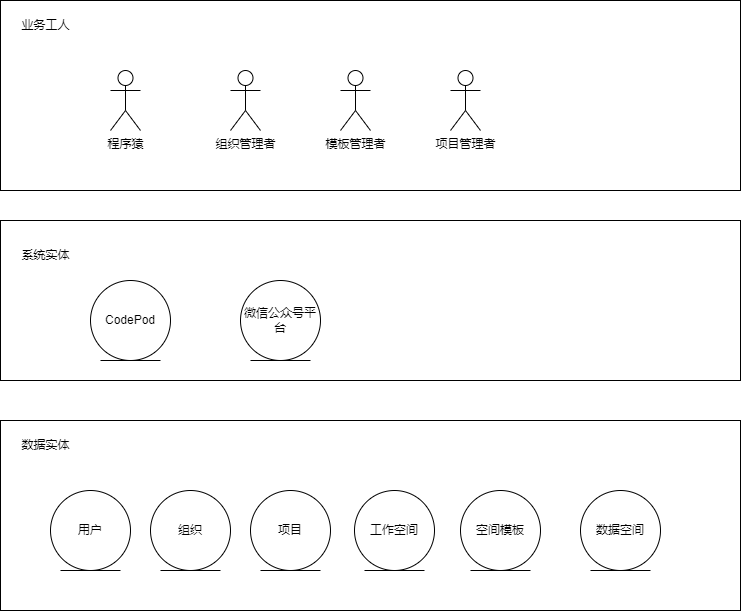 业务工人
程序猿
组织管理者
模板管理者
项目管理者
系统实体
CodePod
微信公众号平
台
数据实体
用户
组织
项目
工作空间
空间模板
数据空间